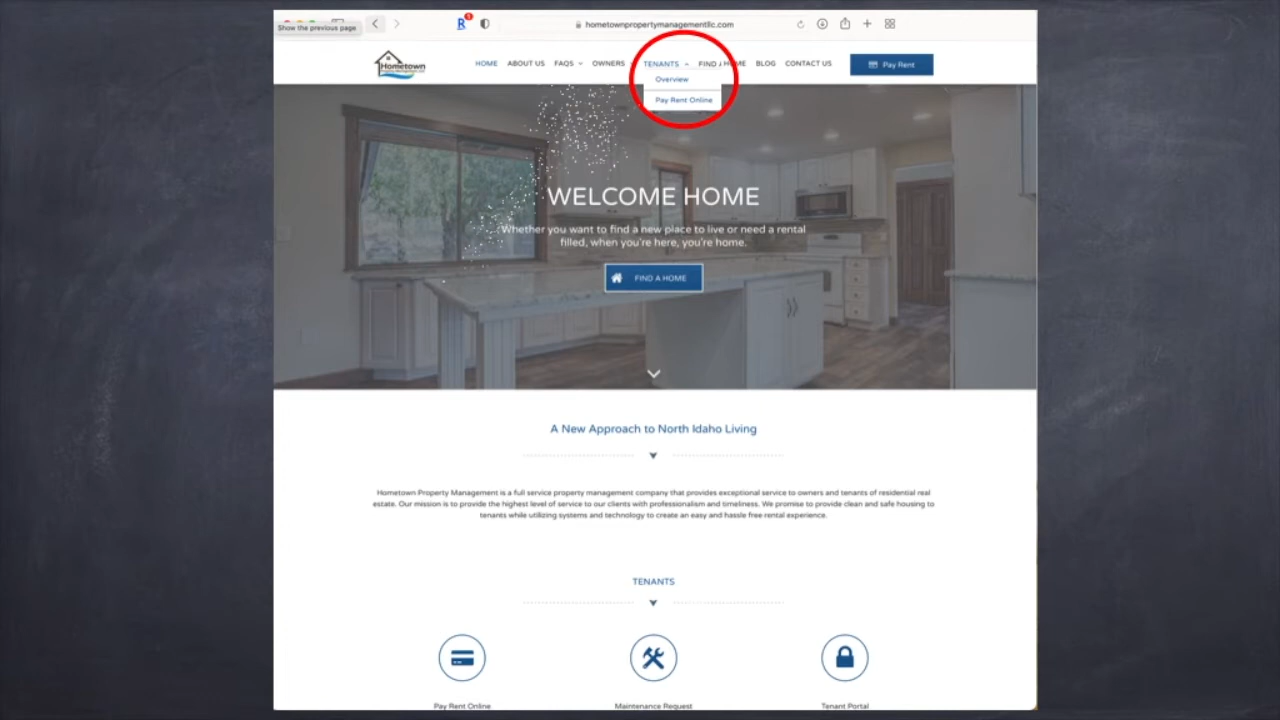 Show the previous page
R
1
hometownpropertymanagementllc.com
Hometown
HOME ABOUT US FAQS OWNERS TENANTS FIND A HOME BLOG CONTACT US Pay Rent
Overview
Pay Rent Online
WELCOME HOME
Whether you want to find a new place to live or need a rental
filled, when you're here, you're home.
FIND A HOME
A New Approach to North Idaho Living
Hometown Property Management is a full service property management company that provides exceptional service to owners and tenants of residential real
estate. Our mission is to provide the highest level of service to our clients with professionalism and timeliness. We promise to provide clean and safe housing to
tenants while utilizing systems and technology to create an easy and hassle free rental experience.
TENANTS
Pay Rent Online Maintenance Request Tenant Portal